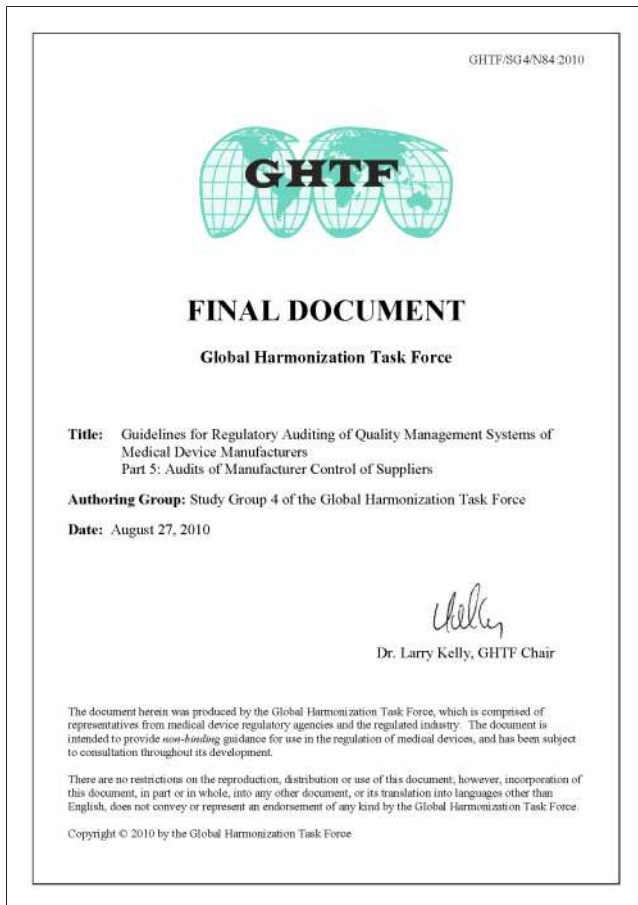 GHTF/SG4/N84:2010
GHTF
FINAL DOCUMENT
Global Harmonization Task Force
Title: Guidelines for Regulatory Auditing of Quality Management Systems of
Medical Device Manufacturers
Part 5: Audits of Manufacturer Control of Suppliers
Authoring Group: Study Group 4 of the Global Harmonization Task Force
Date: August 27, 2010
Dr. Larry Kelly, GHTF Chair
The document herein was produced by the Global Harmonization Task Force, which is comprised of
representatives from medical device regulatory agencies and the regulated industry. The document is
intended to provide non-binding guidance for use in the regulation of medical devices, and has been subject
to consultation throughout its development.
There are no restrictions on the reproduction, distribution or use of this document; however, incorporation of
this document, in part or in whole, into any other document, or its translation into languages other than
English, does not convey or represent an endorsement of any kind by the Global Harmonization Task Force.
Copyright © 2010 by the Global Harmonization Task Force